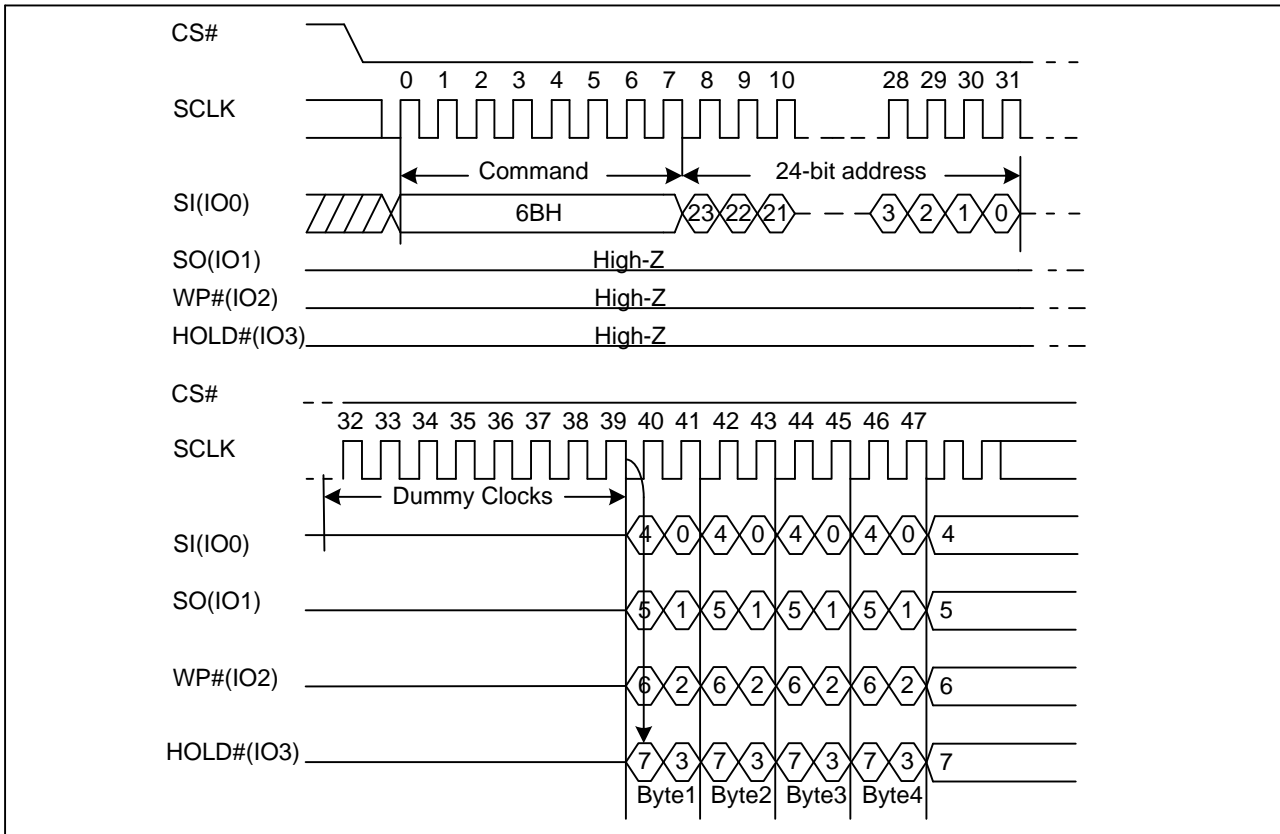 CS#
0 1 2 3 4 5 6 7 8 9 10 28 29 30 31
SCLK
Command 24-bit address
SI(IO0) 6BH 23 22 21 3 2 1 0
SO(IO1) High-Z
WP#(IO2) High-Z
HOLD#(IO3) High-Z
CS#
32 33 34 35 36 37 38 39 40 41 42 43 44 45 46 47
SCLK
Dummy Clocks
SI(IO0) 4 0 4 0 4 0 4 0 4
SO(IO1) 5 1 5 1 5 1 5 1 5
WP#(IO2) 6 2 6 2 6 2 6 2 6
HOLD#(IO3) 7 3 7 3 7 3 7 3 7
Byte1 Byte2 Byte3 Byte4